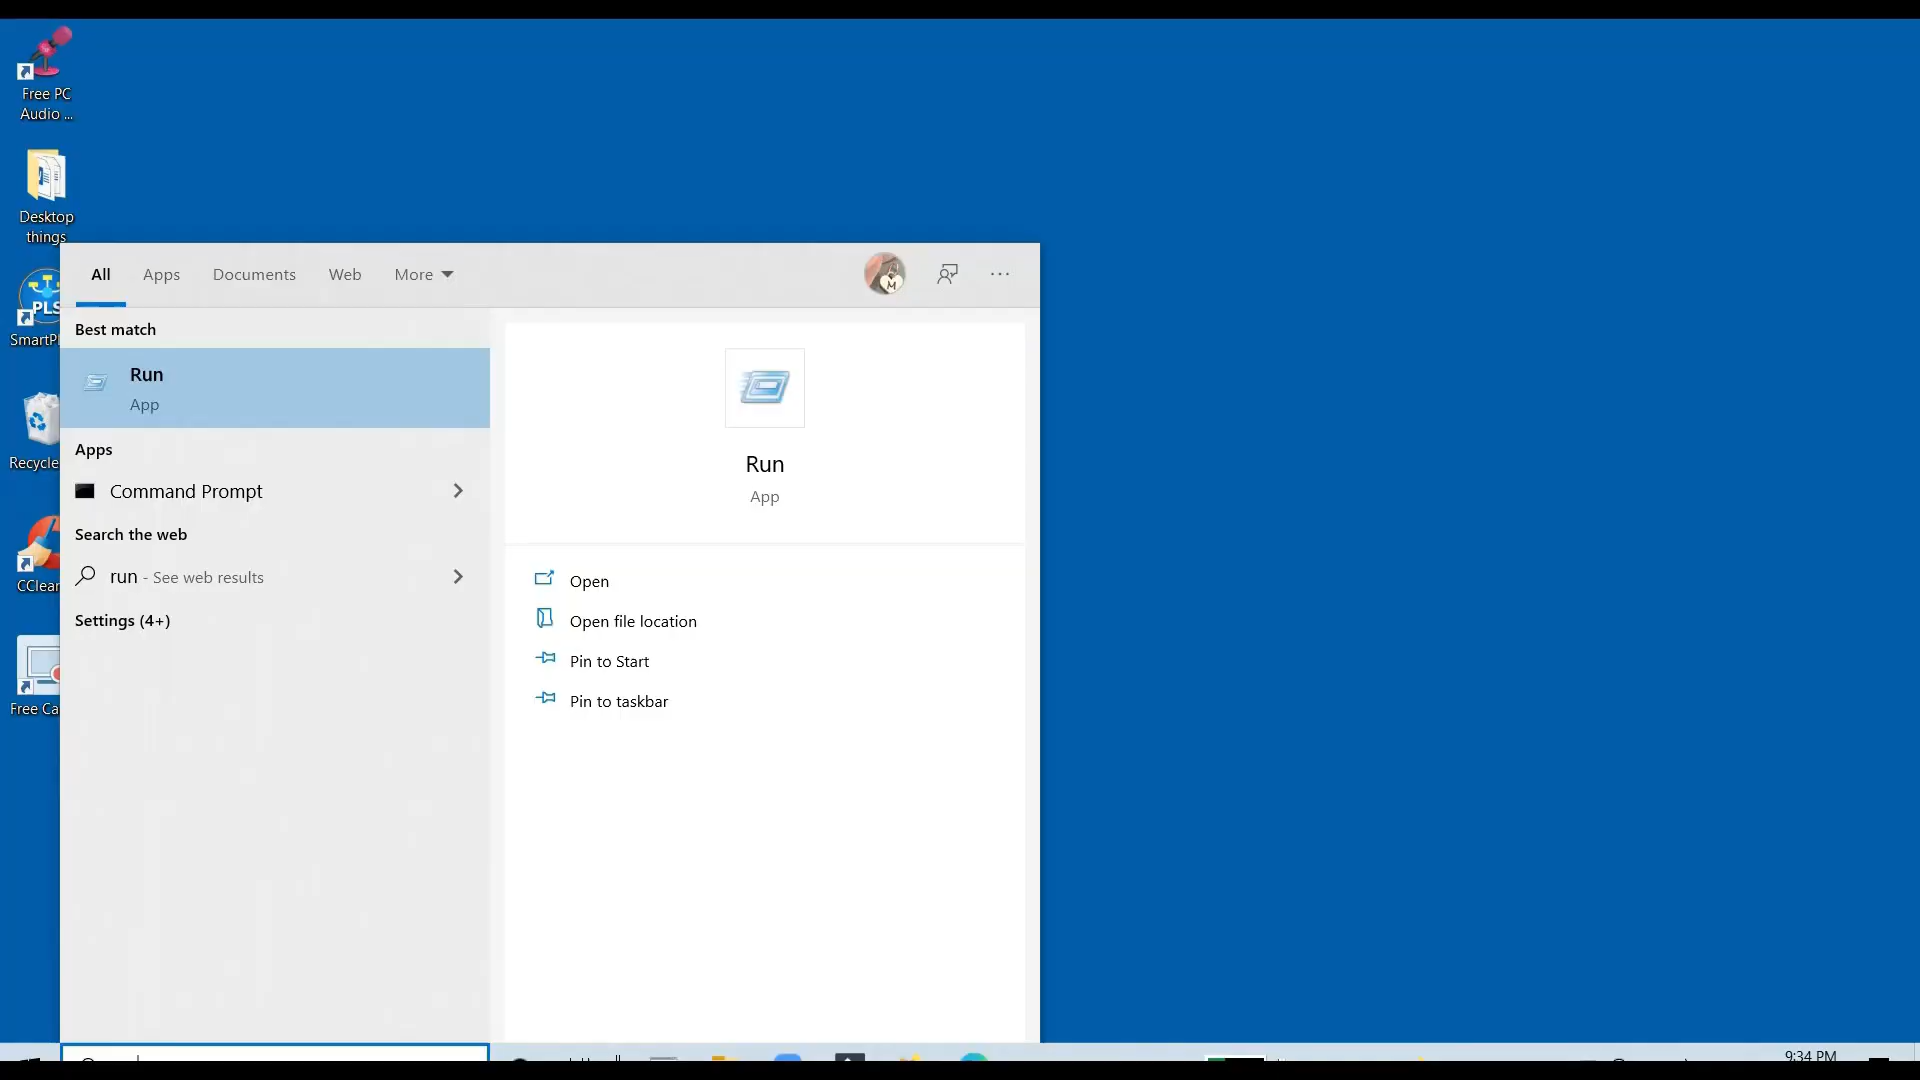 Free PC
Audio ...
Desktop
things
PLS
SmartPl
Recycle
CClear
Free Ca
All
Apps
Documents
Web
More
M
Best match
Run
App
Apps
Command Prompt
Search the web
run - See web results
Settings (4+)
Run
App
Open
Open file location
Pin to Start
Pin to taskbar
9:34 PM